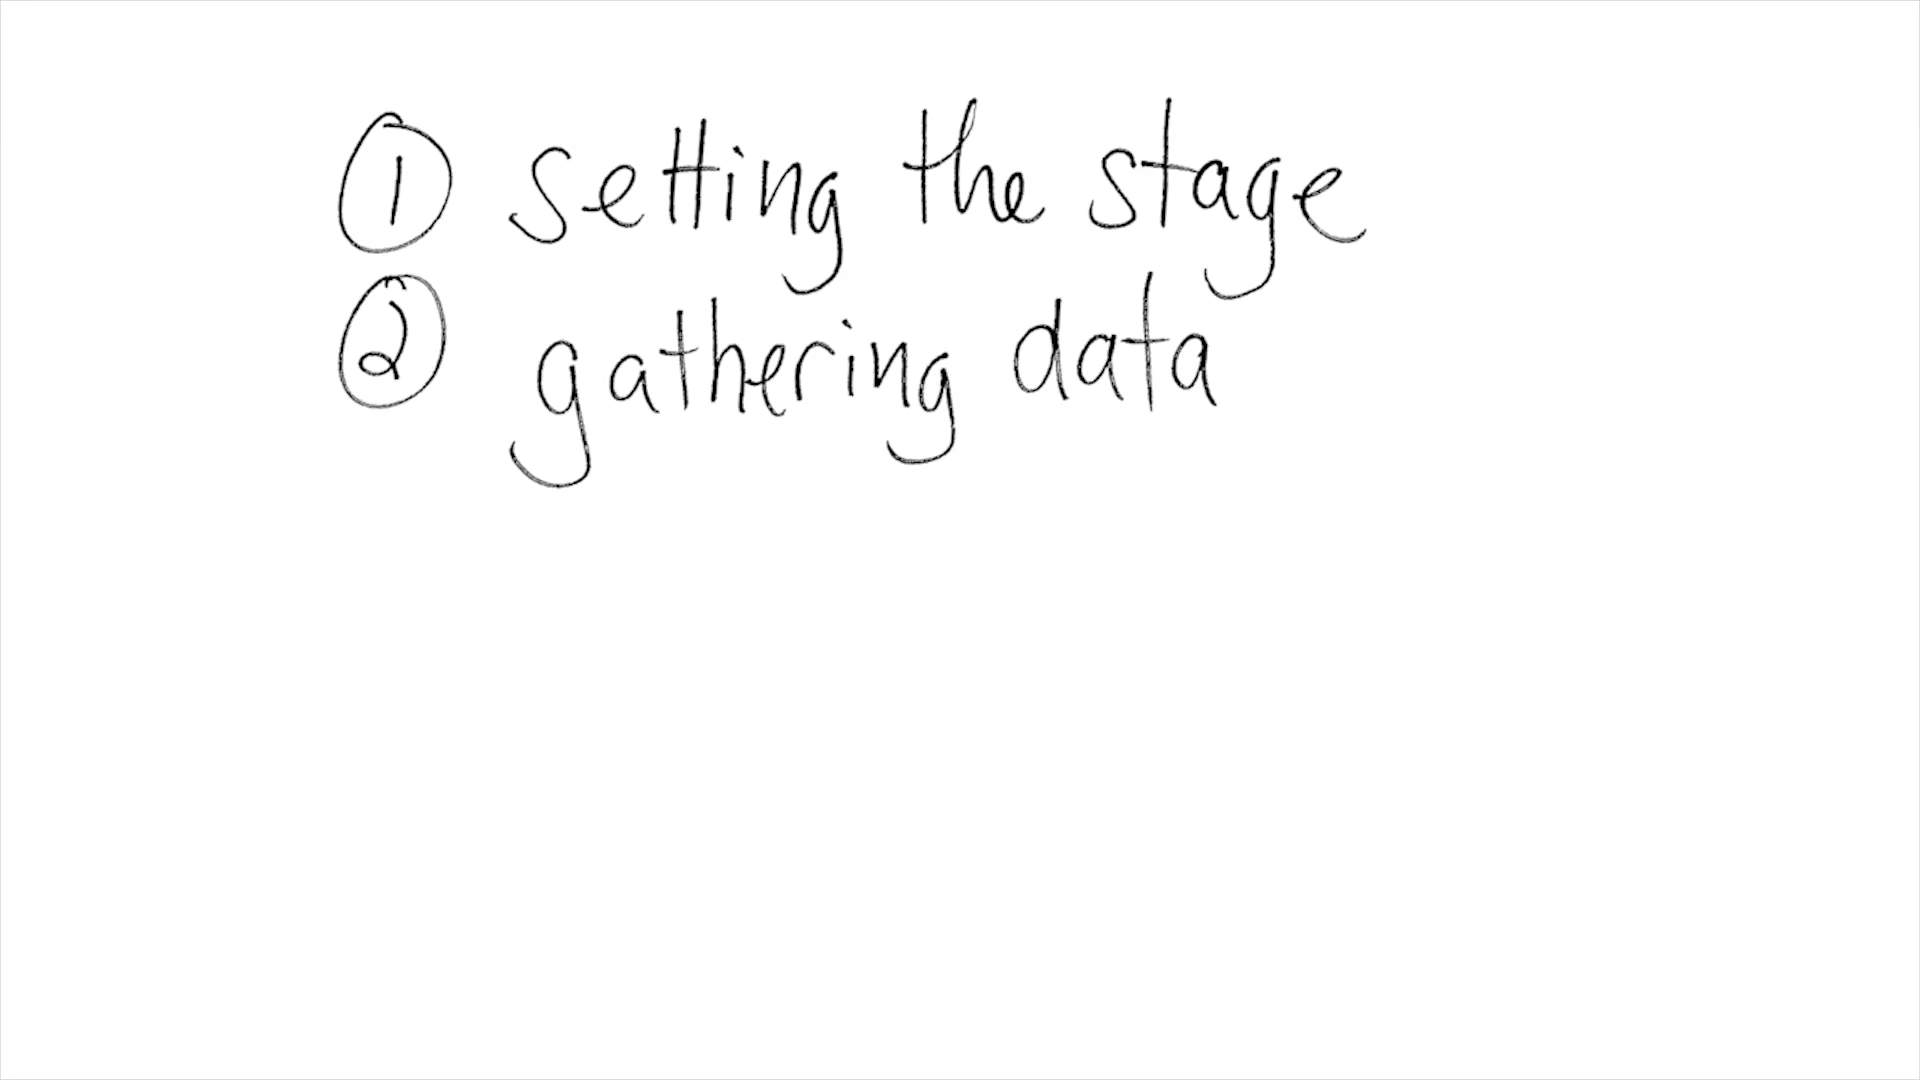 ① setting the stage
② gathering data